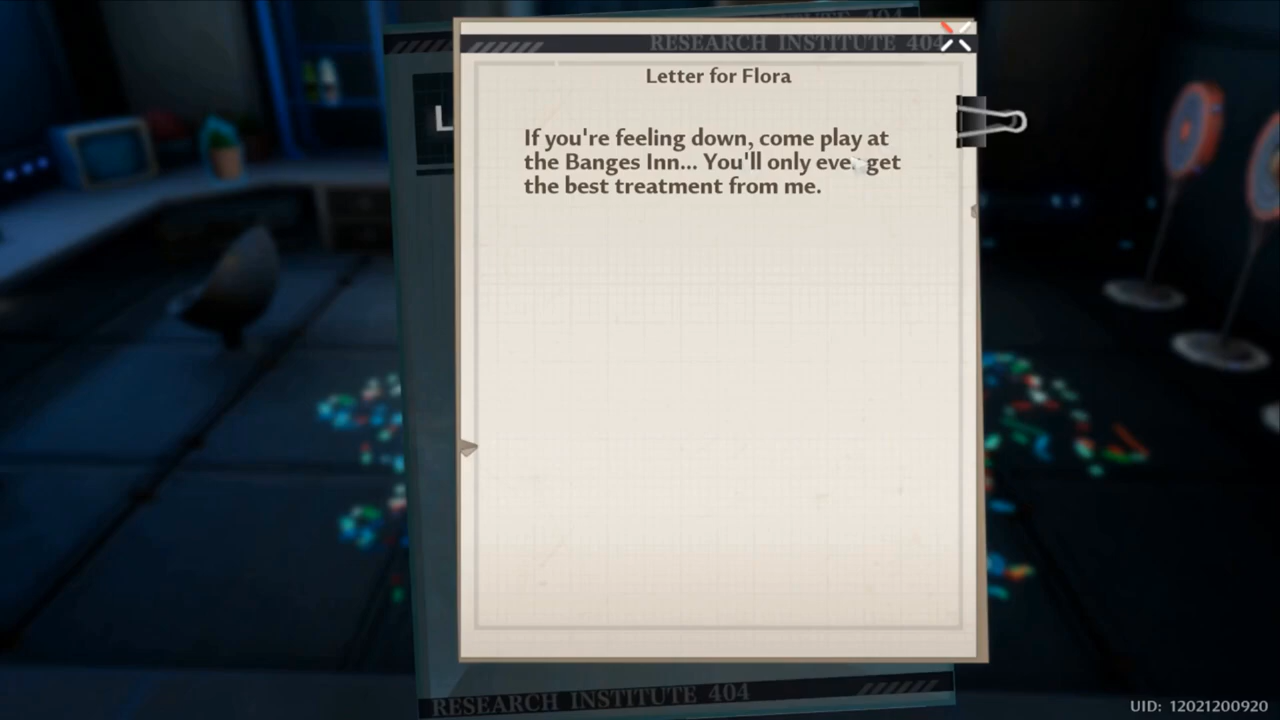 RESEARCH INSTITUTE 404
Letter for Flora
L
If you're feeling down, come play at
the Banges Inn... You'll only ever get
the best treatment from me.
RESEARCH INSTITUTE 404
UID: 12021200920